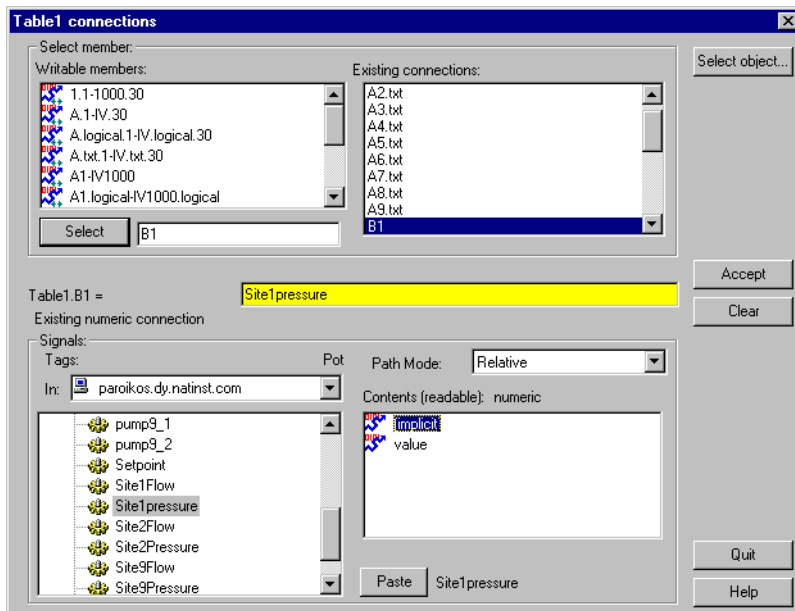 Table1 connections
Select member:
Writable members:
1.1-1000.30
A.1-IV.30
A.logical.1-IV.logical.30
A.txt.1-IV.txt.30
A1-IV1000
A1.logical-IV1000.logical
Select
B1
Existing connections:
A2.txt
A3.txt
A4.txt
A5.txt
A6.txt
A7.txt
A8.txt
A9.txt
B1
Select object...
Table1.B1 =
Site1pressure
Existing numeric connection
Accept
Clear
Signals:
Tags:
Pot
In:
paroikos.dy.natinst.com
pump9_1
pump9_2
Setpoint
Site1Flow
Site1pressure
Site2Flow
Site2Pressure
Site9Flow
Site9Pressure
Path Mode:
Relative
Contents (readable): numeric
implicit
value
Paste
Site1pressure
Quit
Help